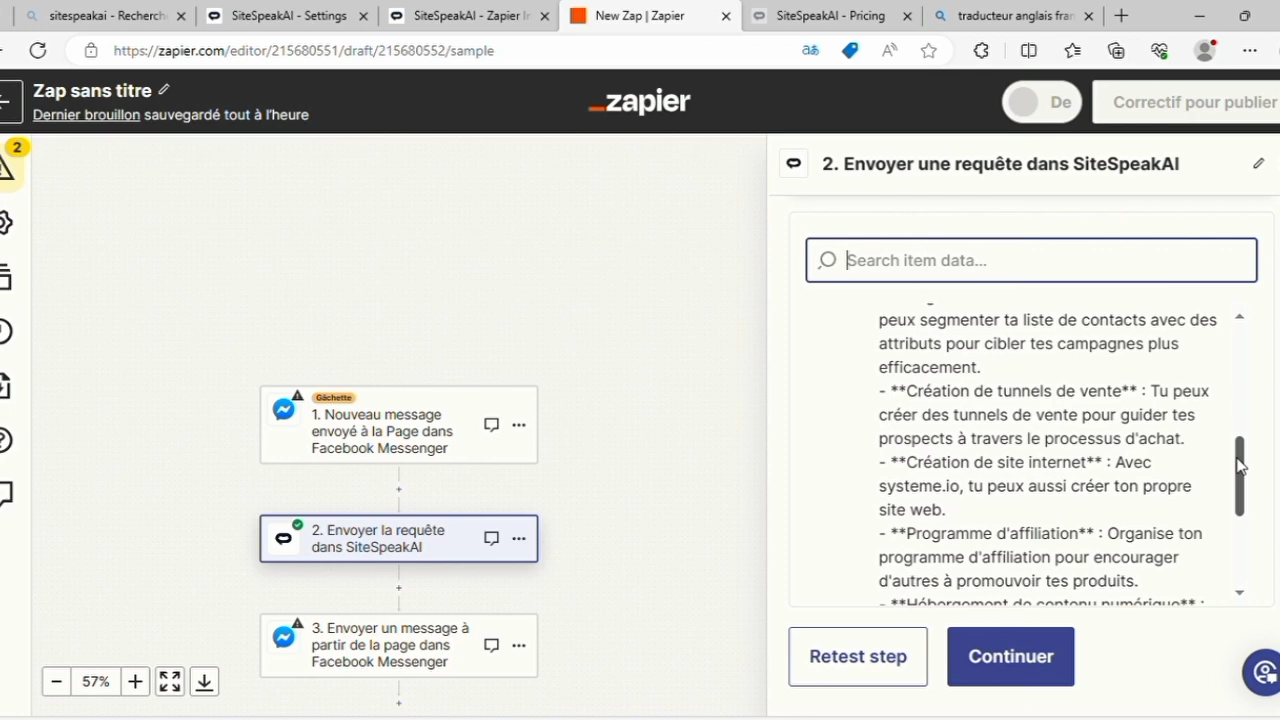 sitespeakai - Recherch
SiteSpeakAI - Settings
SiteSpeakAI - Zapier In
New Zap | Zapier
SiteSpeakAI - Pricing
traducteur anglais fran
https://zapier.com/editor/215680551/draft/215680552/sample
Zap sans titre
Dernier brouillon sauvegardé tout à l'heure
_zapier
De
Correctif pour publier
2
2. Envoyer une requête dans SiteSpeakAI
Search item data...
peux segmenter ta liste de contacts avec des
attributs pour cibler tes campagnes plus
efficacement.
- **Création de tunnels de vente** : Tu peux
créer des tunnels de vente pour guider tes
prospects à travers le processus d'achat.
- **Création de site internet** : Avec
systeme.io, tu peux aussi créer ton propre
site web.
- **Programme d'affiliation** : Organise ton
programme d'affiliation pour encourager
d'autres à promouvoir tes produits.
- **Hébergement de contenu numérique** :
Retest step
Continuer
Gâchette
1. Nouveau message
envoyé à la Page dans
Facebook Messenger
2. Envoyer la requête
dans SiteSpeakAI
3. Envoyer un message à
partir de la page dans
Facebook Messenger
57%